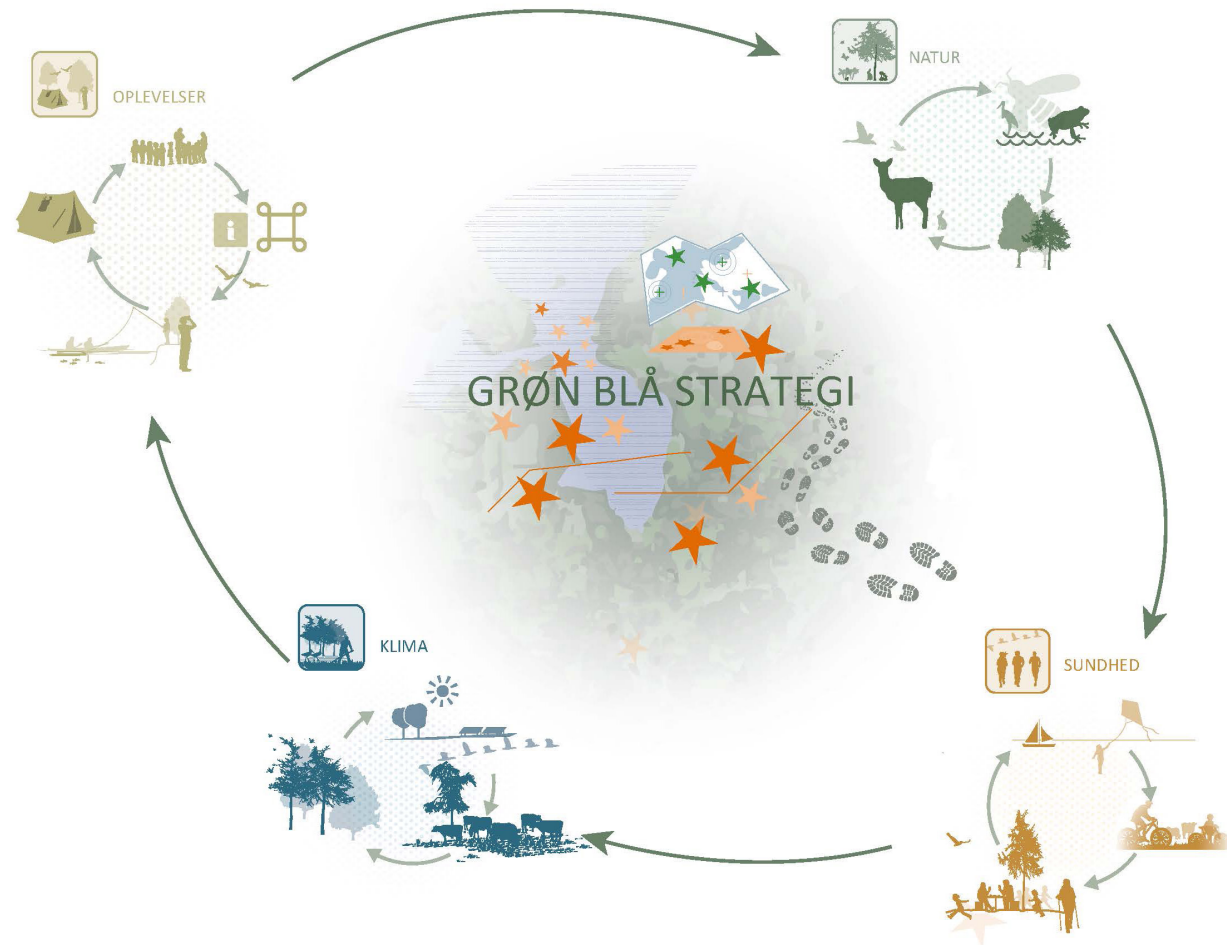 OPLEVELSER
NATUR
i
GRØN BLÅ STRATEGI
KLIMA
SUNDHED